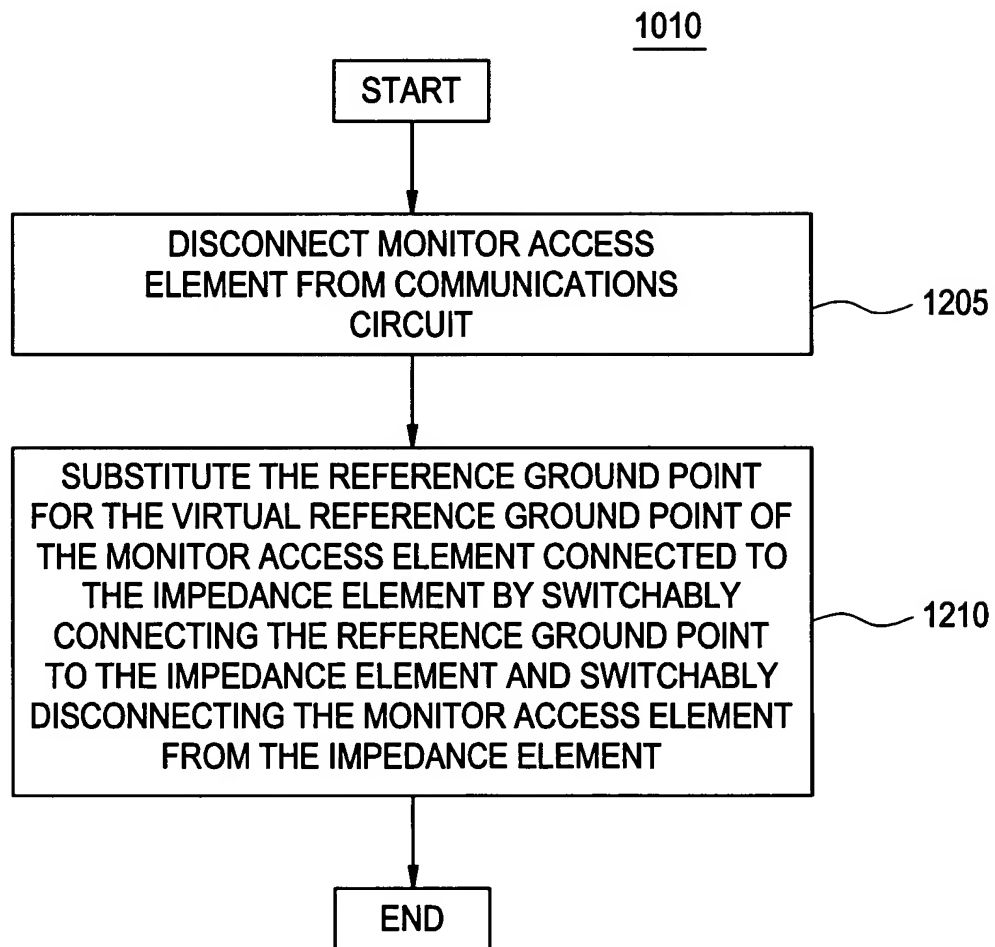 1010
START
DISCONNECT MONITOR ACCESS
ELEMENT FROM COMMUNICATIONS
CIRCUIT
1205
SUBSTITUTE THE REFERENCE GROUND POINT
FOR THE VIRTUAL REFERENCE GROUND POINT OF
THE MONITOR ACCESS ELEMENT CONNECTED TO
THE IMPEDANCE ELEMENT BY SWITCHABLY
CONNECTING THE REFERENCE GROUND POINT
TO THE IMPEDANCE ELEMENT AND SWITCHABLY
DISCONNECTING THE MONITOR ACCESS ELEMENT
FROM THE IMPEDANCE ELEMENT
1210
END